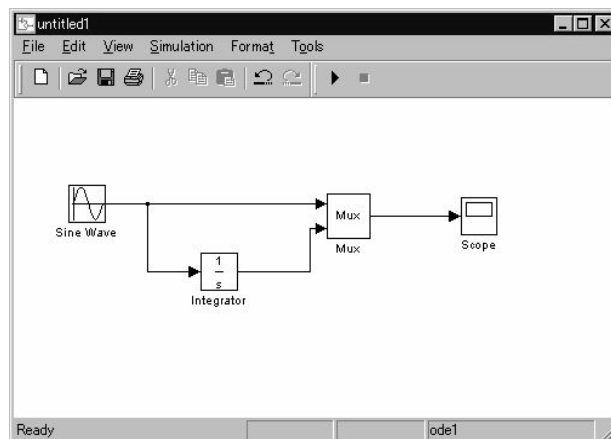 untitled1
File Edit View Simulation Format Tools
Sine Wave
Mux
Mux
Scope
1
s
Integrator
Ready
ode1